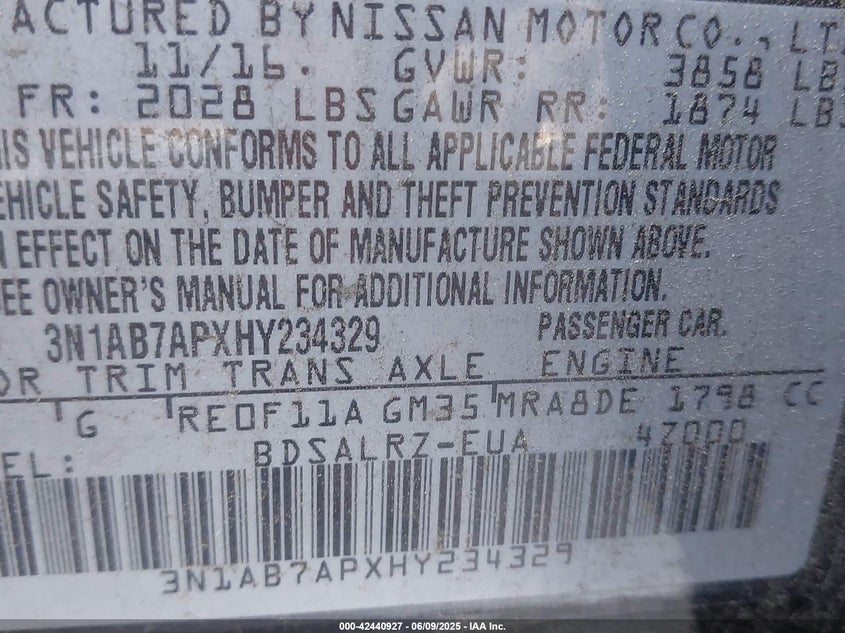 ACTURED BY NISSAN MOTOR CO., LT
11/16. GVWR: 3858 LB
FR: 2028 LBS GAWR RR: 1874 LBS
IS VEHICLE CONFORMS TO ALL APPLICABLE FEDERAL MOTOR
EHICLE SAFETY, BUMPER AND THEFT PREVENTION STANDARDS
N EFFECT ON THE DATE OF MANUFACTURE SHOWN ABOVE.
EE OWNER'S MANUAL FOR ADDITIONAL INFORMATION.
3N1AB7APXHY234329 PASSENGER CAR.
OR TRIM TRANS AXLE ENGINE
G RE0F11A GM35 MRA8DE 1798 CC
EL: BDSALRZ-EUA 47000
3N1AB7APXHY234329
000-42440927 - 06/09/2025 - IAA Inc.